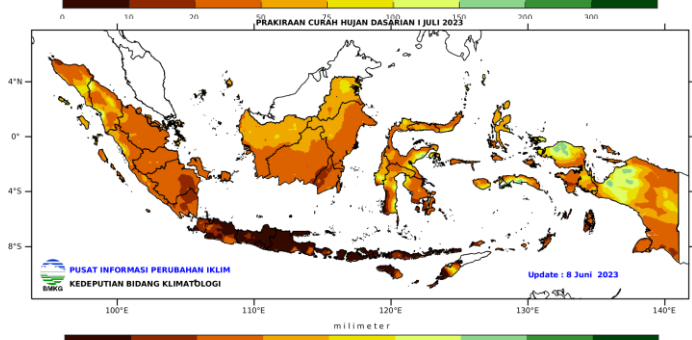 0 10 20 50 75 100 150 200 300
PRAKIRAAN CURAH HUJAN DASARIAN I JULI 2023
4°N
0°
4°S
8°S
BMKG
PUSAT INFORMASI PERUBAHAN IKLIM
KEDEPUTIAN BIDANG KLIMATOLOGI
Update : 8 Juni 2023
100°E 110°E 120°E 130°E 140°E
milimeter